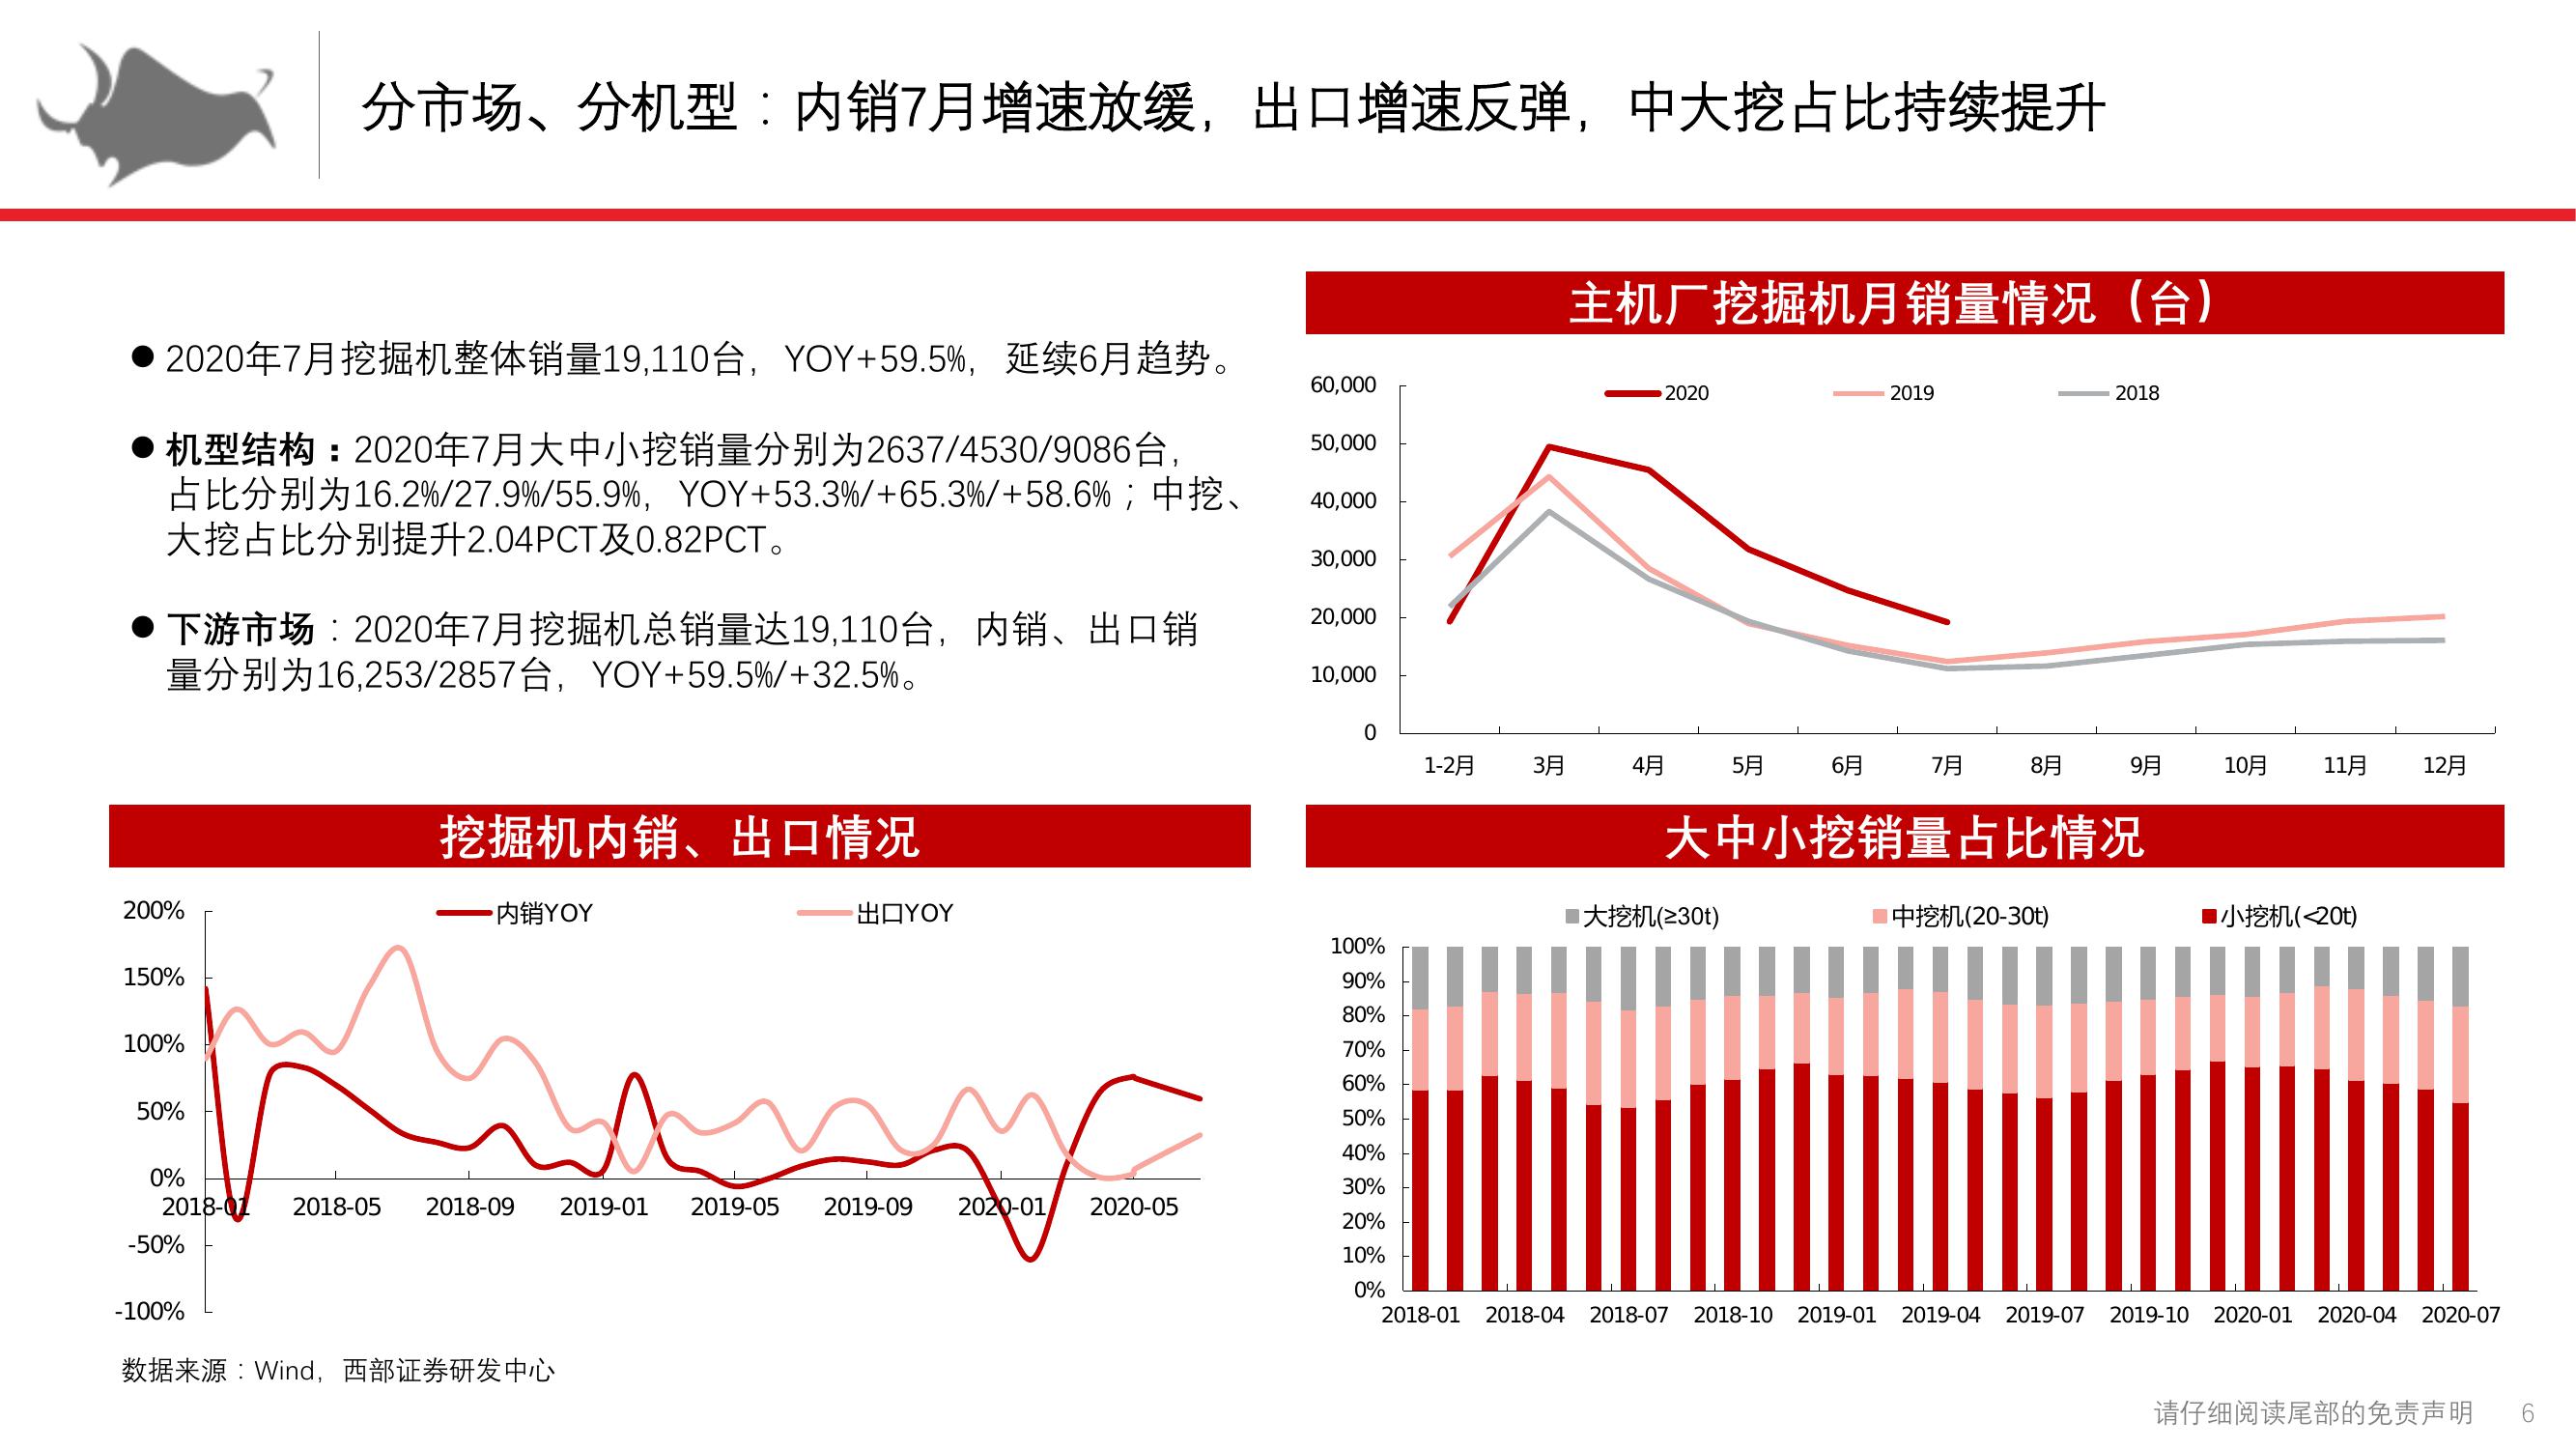 分市场、分机型：内销7月增速放缓，出口增速反弹，中大挖占比持续提升
● 2020年7月挖掘机整体销量19,110台，YOY+59.5%，延续6月趋势。
● 机型结构：2020年7月大中小挖销量分别为2637/4530/9086台，
占比分别为16.2%/27.9%/55.9%，YOY+53.3%/+65.3%/+58.6%；中挖、
大挖占比分别提升2.04PCT及0.82PCT。
● 下游市场：2020年7月挖掘机总销量达19,110台，内销、出口销
量分别为16,253/2857台，YOY+59.5%/+32.5%。
主机厂挖掘机月销量情况（台）
2020 2019 2018
60,000
50,000
40,000
30,000
20,000
10,000
0
1-2月 3月 4月 5月 6月 7月 8月 9月 10月 11月 12月
挖掘机内销、出口情况
内销YOY 出口YOY
200%
150%
100%
50%
0%
2018-01 2018-05 2018-09 2019-01 2019-05 2019-09 2020-01 2020-05
-50%
-100%
大中小挖销量占比情况
大挖机(≥30t) 中挖机(20-30t) 小挖机(<20t)
100%
90%
80%
70%
60%
50%
40%
30%
20%
10%
0%
2018-01 2018-04 2018-07 2018-10 2019-01 2019-04 2019-07 2019-10 2020-01 2020-04 2020-07
数据来源：Wind，西部证券研发中心
请仔细阅读尾部的免责声明 6